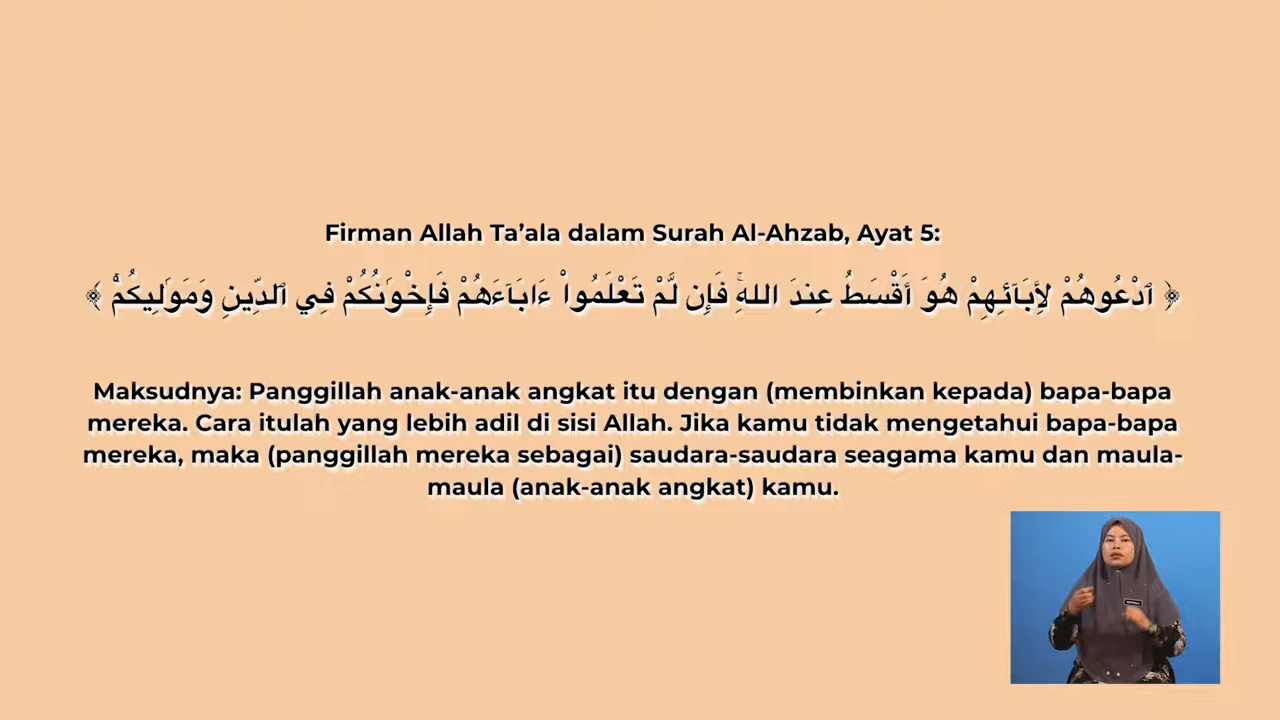 Firman Allah Ta’ala dalam Surah Al-Ahzab, Ayat 5:
﴿ ٱدْعُوهُمْ لِأٓبَآئِهِمْ هُوَ أَقْسَطُ عِندَ اللهِۚ فَإِن لَّمْ تَعْلَمُوا۟ ءَابَآءَهُمْ فَإِخْوَٰنُكُمْ فِي ٱلدِّينِ وَمَوَٰلِيكُمْۚ ﴾
Maksudnya: Panggillah anak-anak angkat itu dengan (membinkan kepada) bapa-bapa
mereka. Cara itulah yang lebih adil di sisi Allah. Jika kamu tidak mengetahui bapa-bapa
mereka, maka (panggillah mereka sebagai) saudara-saudara seagama kamu dan maula-
maula (anak-anak angkat) kamu.